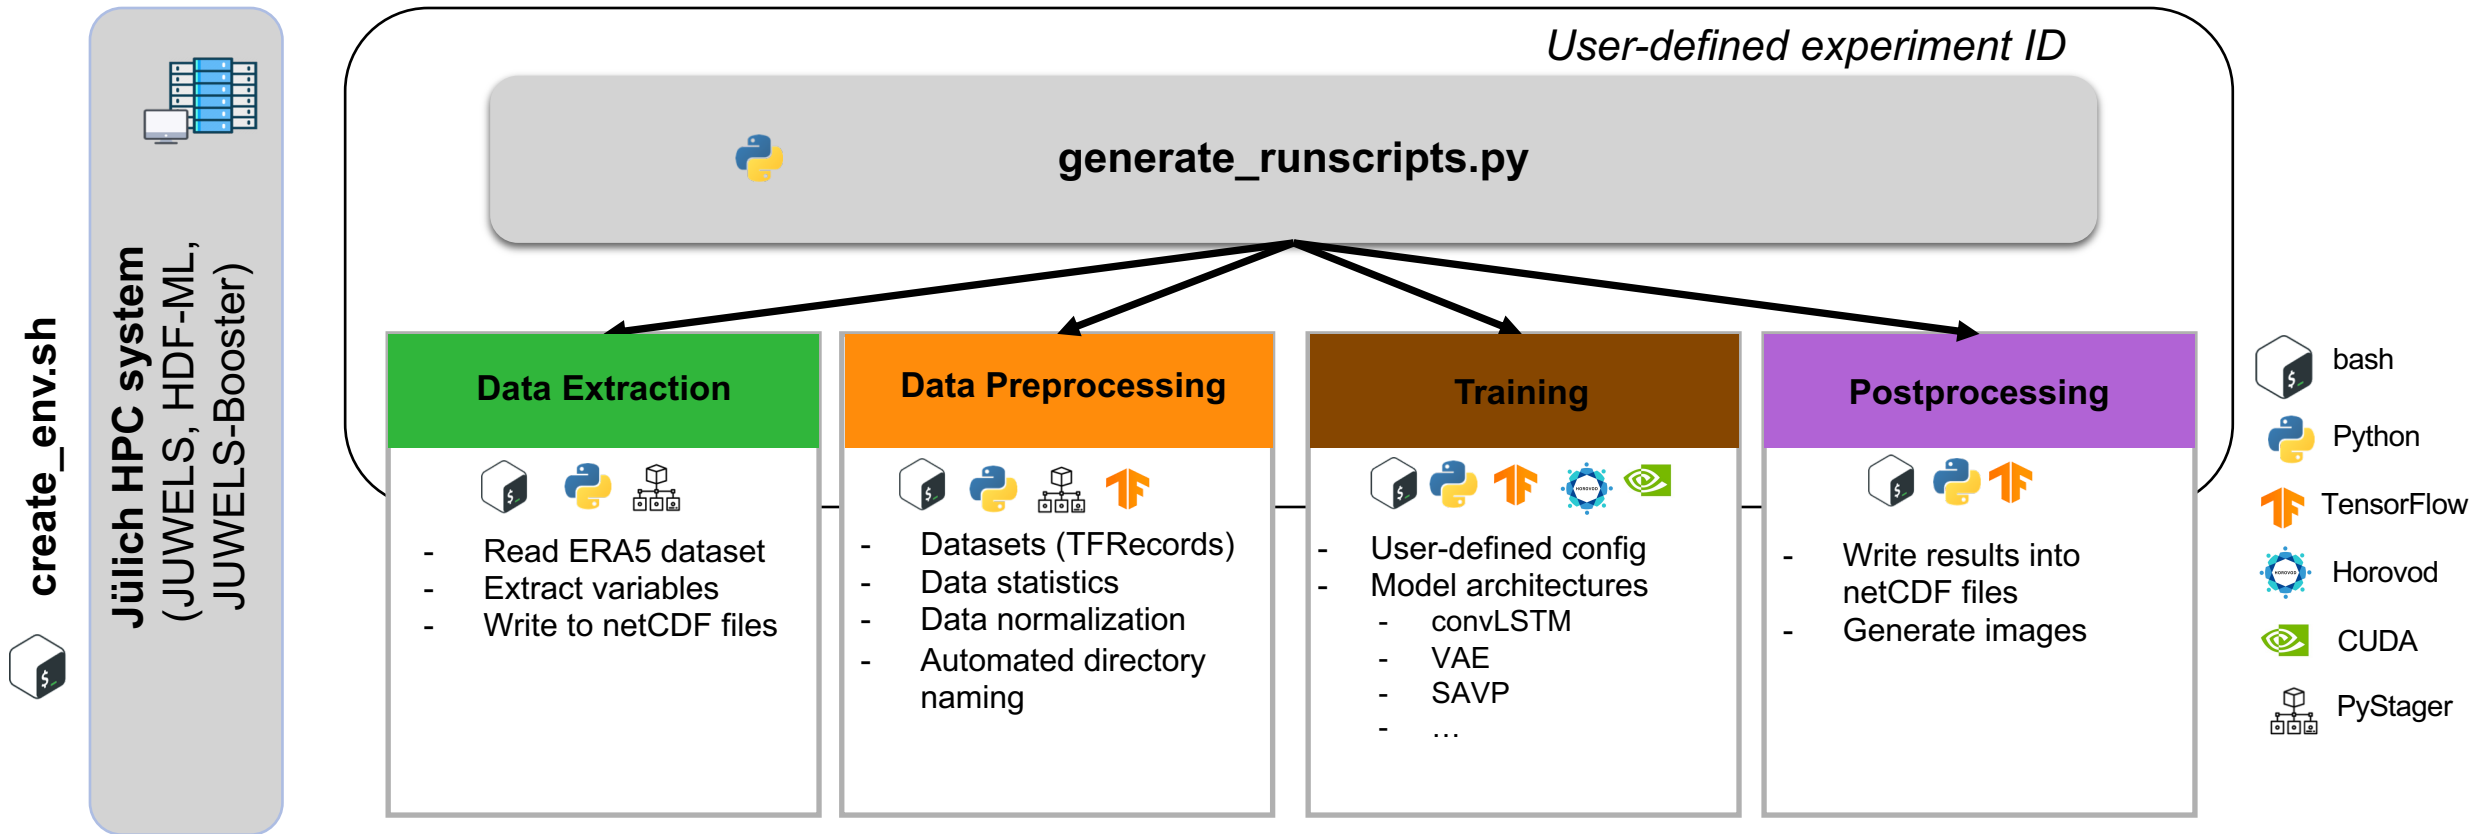 create_env.sh
Jülich HPC system
(JUWELS, HDF-ML,
JUWELS-Booster)
User-defined experiment ID
generate_runscripts.py
Data Extraction
- Read ERA5 dataset
- Extract variables
- Write to netCDF files
Data Preprocessing
- Datasets (TFRecords)
- Data statistics
- Data normalization
- Automated directory
naming
Training
HOROVOD
- User-defined config
- Model architectures
- convLSTM
- VAE
- SAVP
- …
Postprocessing
- Write results into
netCDF files
- Generate images
bash
Python
TensorFlow
HOROVOD
Horovod
CUDA
PyStager